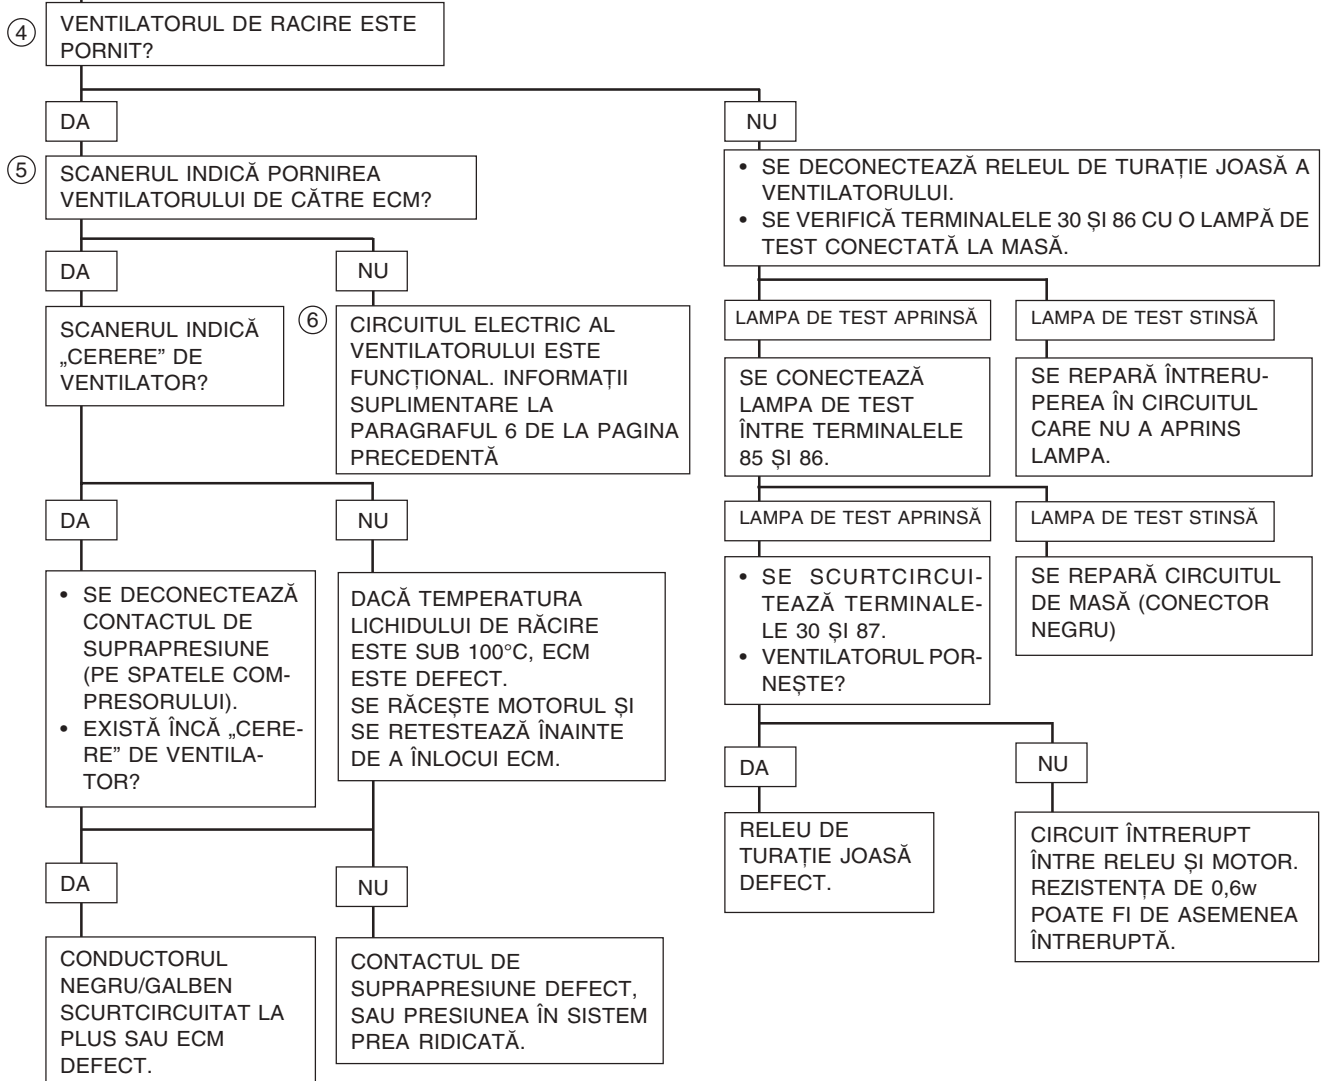 4
VENTILATORUL DE RACIRE ESTE
PORNIT?
DA
NU
5
SCANERUL INDICĂ PORNIREA
VENTILATORULUI DE CĂTRE ECM?
• SE DECONECTEAZĂ RELEUL DE TURAȚIE JOASĂ A
VENTILATORULUI.
• SE VERIFICĂ TERMINALELE 30 ȘI 86 CU O LAMPĂ DE
TEST CONECTATĂ LA MASĂ.
DA
NU
SCANERUL INDICĂ
„CERERE” DE
VENTILATOR?
6
CIRCUITUL ELECTRIC AL
VENTILATORULUI ESTE
FUNCȚIONAL. INFORMAȚII
SUPLIMENTARE LA
PARAGRAFUL 6 DE LA PAGINA
PRECEDENTĂ
LAMPA DE TEST APRINSĂ
LAMPA DE TEST STINSĂ
SE CONECTEAZĂ
LAMPA DE TEST
ÎNTRE TERMINALELE
85 ȘI 86.
SE REPARĂ ÎNTRERU-
PEREA ÎN CIRCUITUL
CARE NU A APRINS
LAMPA.
DA
NU
LAMPA DE TEST APRINSĂ
LAMPA DE TEST STINSĂ
• SE DECONECTEAZĂ
CONTACTUL DE
SUPRAPRESIUNE
(PE SPATELE COM-
PRESORULUI).
• EXISTĂ ÎNCĂ „CERE-
RE” DE VENTILA-
TOR?
DACĂ TEMPERATURA
LICHIDULUI DE RĂCIRE
ESTE SUB 100°C, ECM
ESTE DEFECT.
SE RĂCEȘTE MOTORUL ȘI
SE RETESTEAZĂ ÎNAINTE
DE A ÎNLOCUI ECM.
• SE SCURTCIRCUI-
TEAZĂ TERMINALE-
LE 30 ȘI 87.
• VENTILATORUL POR-
NEȘTE?
SE REPARĂ CIRCUITUL
DE MASĂ (CONECTOR
NEGRU)
DA
NU
RELEU DE
TURAȚIE JOASĂ
DEFECT.
CIRCUIT ÎNTRERUPT
ÎNTRE RELEU ȘI MOTOR.
REZISTENȚA DE 0,6w
POATE FI DE ASEMENEA
ÎNTRERUPTĂ.
DA
NU
CONDUCTORUL
NEGRU/GALBEN
SCURTCIRCUITAT LA
PLUS SAU ECM
DEFECT.
CONTACTUL DE
SUPRAPRESIUNE DEFECT,
SAU PRESIUNEA ÎN SISTEM
PREA RIDICATĂ.